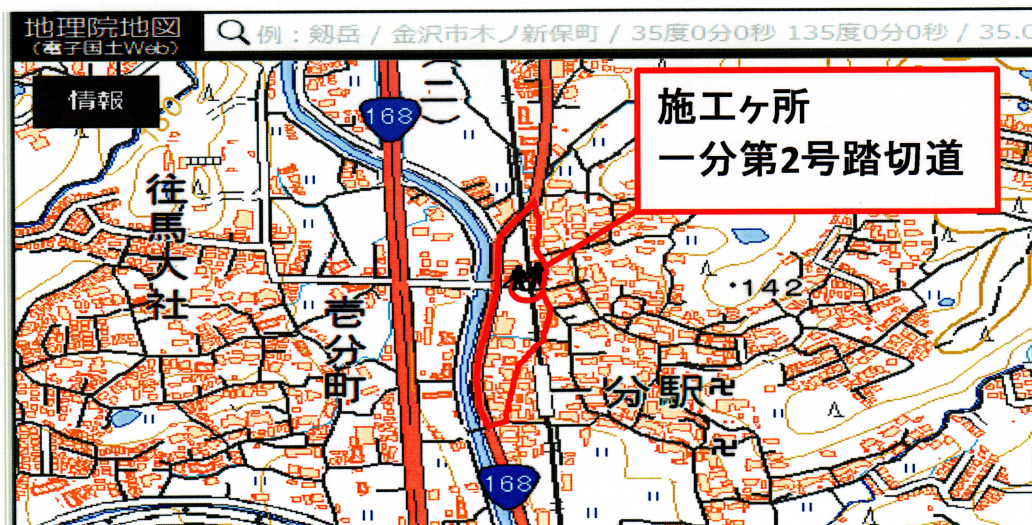 地理院地図
(電子国土Web)
例：剱岳 / 金沢市木ノ新保町 / 35度0分0秒 135度0分0秒 / 35.0
情報
168
(二)
施工ヶ所
一分第2号踏切道
往馬大社
壱分町
142
分駅
168